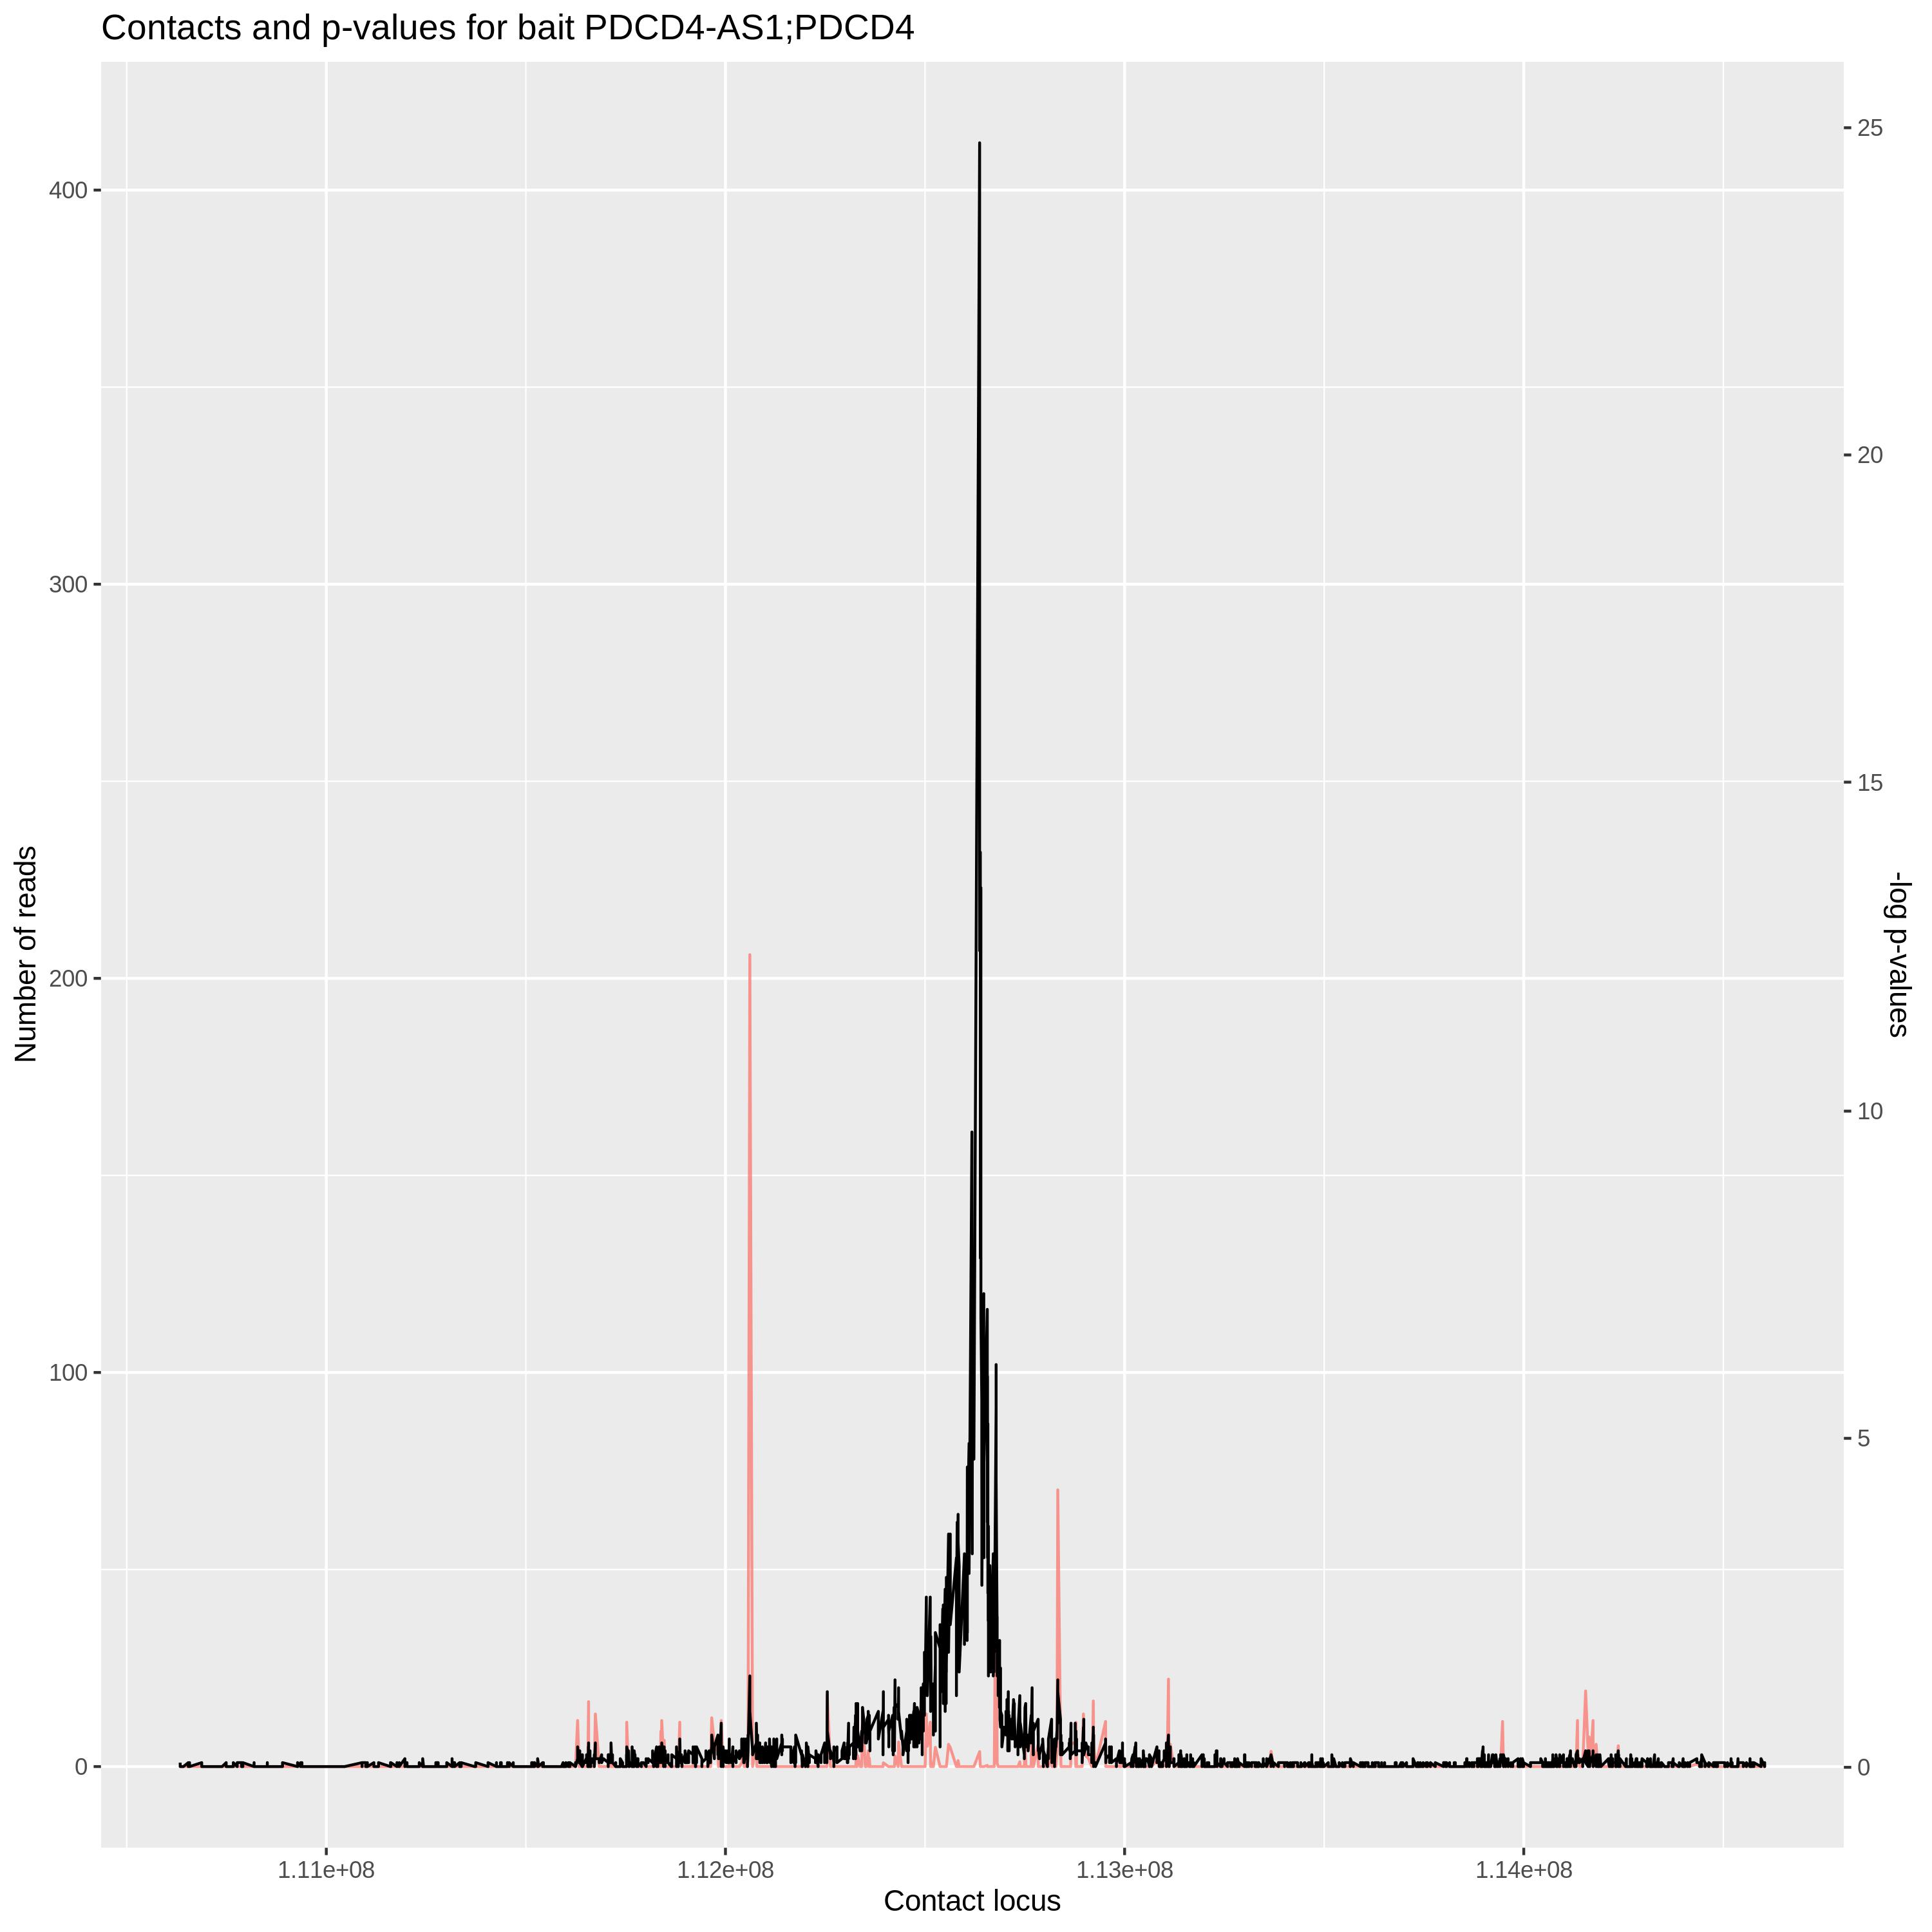 Contacts and p-values for bait PDCD4-AS1;PDCD4
400
300
200
100
0
Number of reads
25
20
15
10
5
0
-log p-values
1.11e+08
1.12e+08
1.13e+08
1.14e+08
Contact locus